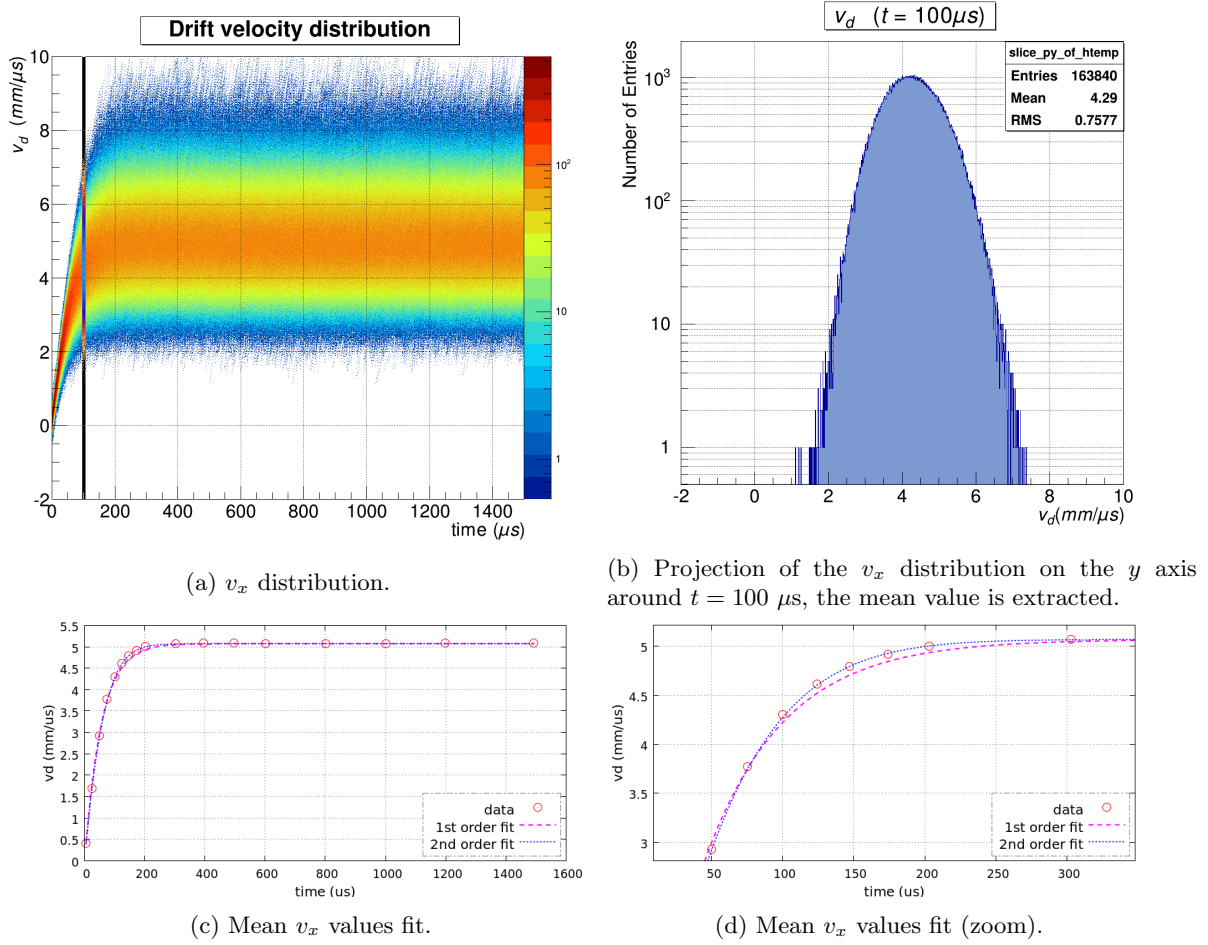 Drift velocity distribution
v_d (mm/μs)
10
8
6
4
2
0
-2
0 200 400 600 800 1000 1200 1400
time (μs)
10²
10
1
(a) v_x distribution.
v_d (t = 100μs)
Number of Entries
10³
10²
10
1
-2 0 2 4 6 8 10
v_d(mm/μs)
slice_py_of_htemp
Entries 163840
Mean 4.29
RMS 0.7577
(b) Projection of the v_x distribution on the y axis
around t = 100 μs, the mean value is extracted.
vd (mm/us)
5.5
5
4.5
4
3.5
3
2.5
2
1.5
1
0.5
0
0 200 400 600 800 1000 1200 1400 1600
time (us)
data
1st order fit
2nd order fit
(c) Mean v_x values fit.
vd (mm/us)
5
4.5
4
3.5
3
50 100 150 200 250 300
time (us)
data
1st order fit
2nd order fit
(d) Mean v_x values fit (zoom).